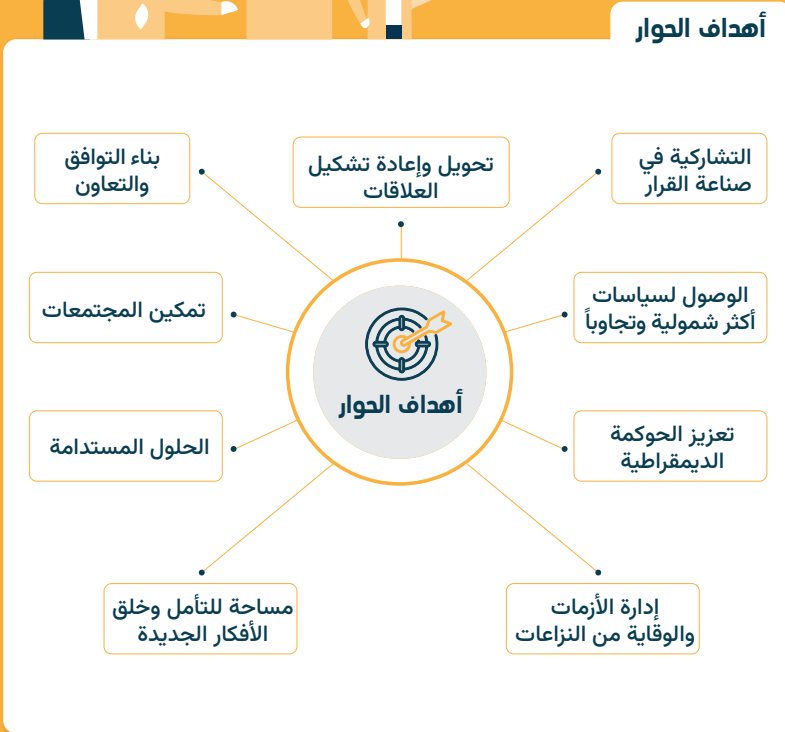 أهداف الحوار
التشاركية في
صناعة القرار
تحويل وإعادة تشكيل
العلاقات
بناء التوافق
والتعاون
الوصول لسياسات
أكثر شمولية وتجاوباً
تمكين المجتمعات
أهداف الحوار
تعزيز الحوكمة
الديمقراطية
الحلول المستدامة
إدارة الأزمات
والوقاية من النزاعات
مساحة للتأمل وخلق
الأفكار الجديدة